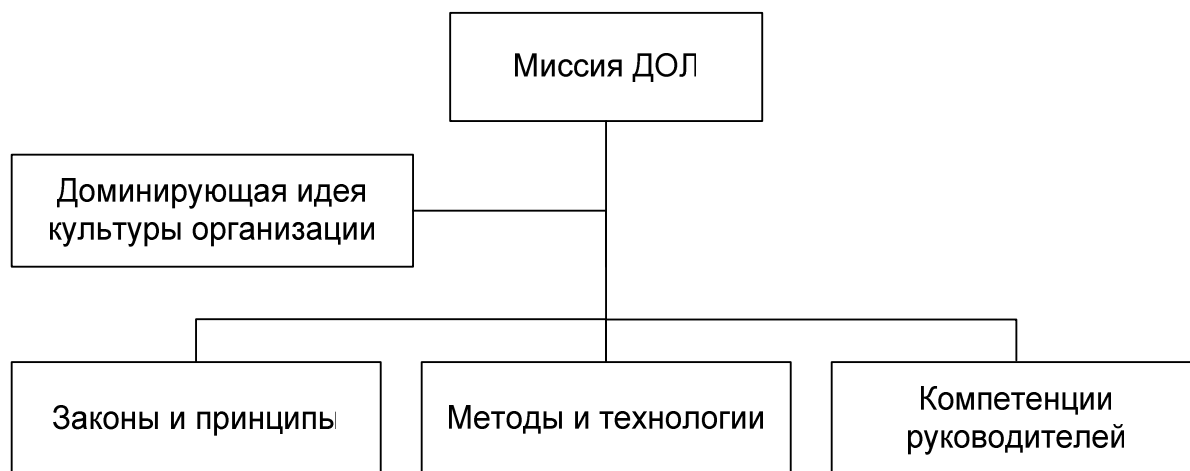 Миссия ДОЛ
Доминирующая идея
культуры организации
Законы и принципы
Методы и технологии
Компетенции
руководителей